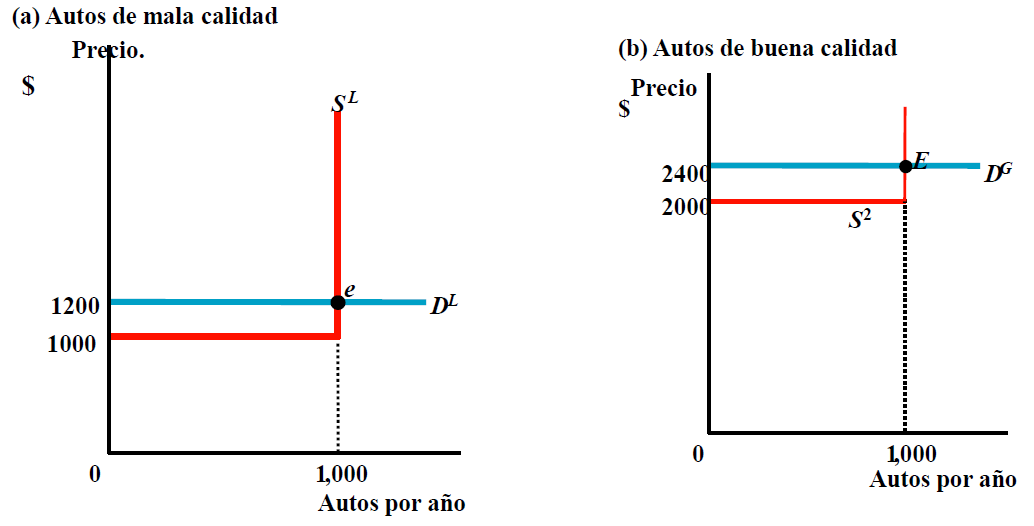 (a) Autos de mala calidad
Precio.
$
S^L
e
1200
D^L
1000
0
1,000
Autos por año
(b) Autos de buena calidad
Precio
$
E
2400
D^G
2000
S^2
0
1,000
Autos por año